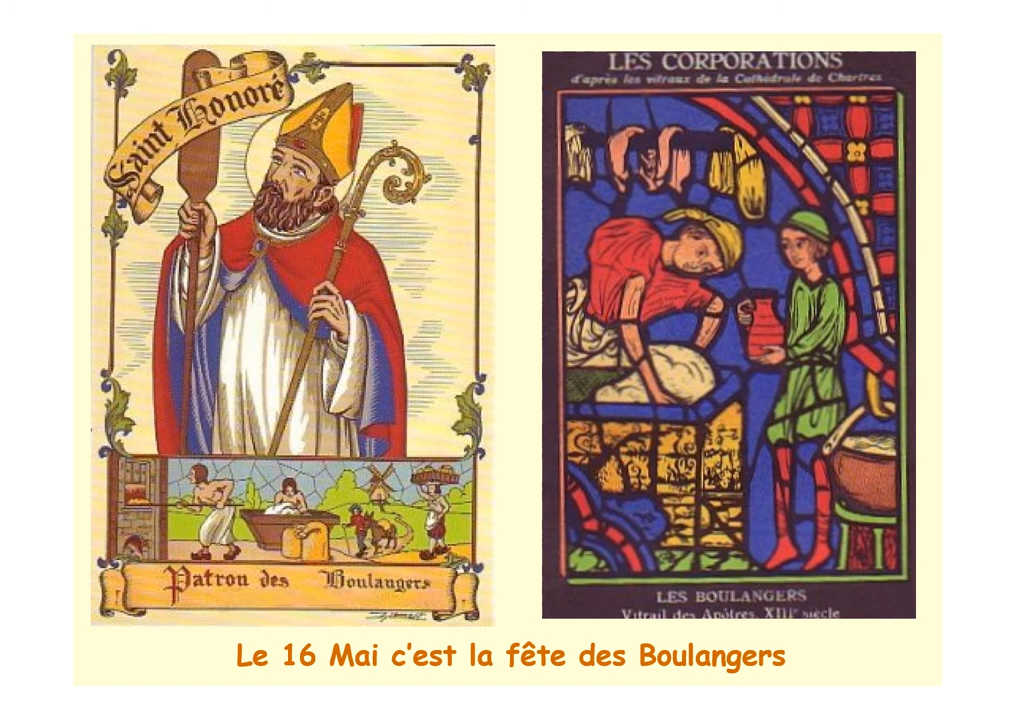 Saint Honoré
Patron des Boulangers
LES CORPORATIONS
d'après les vitraux de la Cathédrale de Chartres
LES BOULANGERS
Vitrail des Apôtres, XIIIe siècle
Le 16 Mai c'est la fête des Boulangers